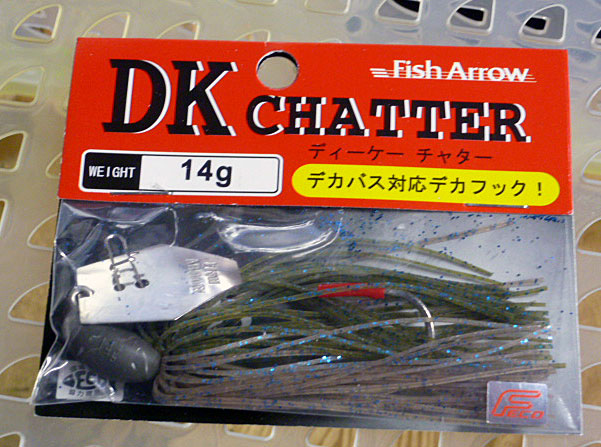 Fish Arrow
DK CHATTER
ディーケー チャター
WEIGHT 14g
デカバス対応デカフック！
FECO